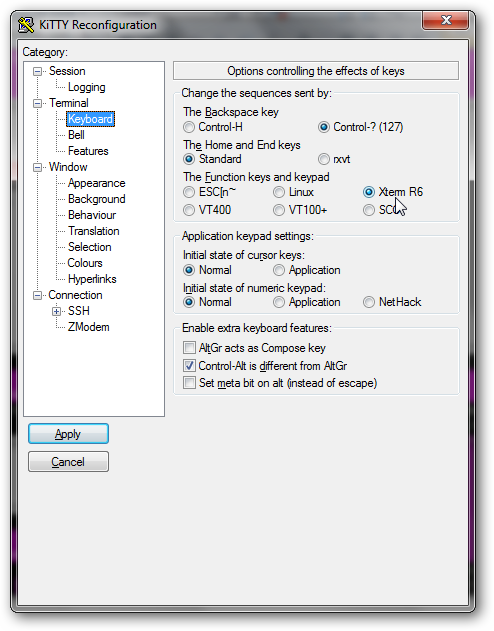 KiTTY Reconfiguration
Category:
Session
Logging
Terminal
Keyboard
Bell
Features
Window
Appearance
Background
Behaviour
Translation
Selection
Colours
Hyperlinks
Connection
SSH
ZModem
Apply
Cancel
Options controlling the effects of keys
Change the sequences sent by:
The Backspace key
Control-H Control-? (127)
The Home and End keys
Standard rxvt
The Function keys and keypad
ESC[n~ Linux Xterm R6
VT400 VT100+ SCO
Application keypad settings:
Initial state of cursor keys:
Normal Application
Initial state of numeric keypad:
Normal Application NetHack
Enable extra keyboard features:
AltGr acts as Compose key
Control-Alt is different from AltGr
Set meta bit on alt (instead of escape)